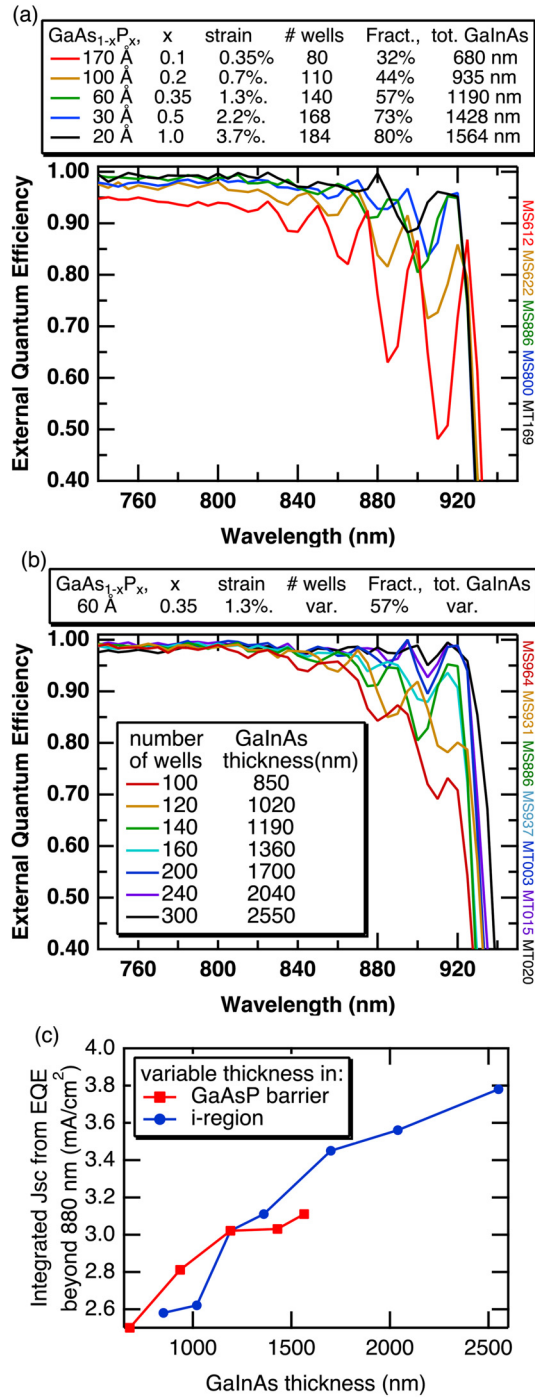 (a)
GaAs1-xPx, x strain # wells Fract., tot. GaInAs
170 Å 0.1 0.35% 80 32% 680 nm
100 Å 0.2 0.7%. 110 44% 935 nm
60 Å 0.35 1.3%. 140 57% 1190 nm
30 Å 0.5 2.2%. 168 73% 1428 nm
20 Å 1.0 3.7%. 184 80% 1564 nm
1.00
0.90
0.80
0.70
0.60
0.50
0.40
External Quantum Efficiency
760 800 840 880 920
Wavelength (nm)
MS612 MS622 MS886 MS800 MT169
(b)
GaAs1-xPx, x strain # wells Fract., tot. GaInAs
60 Å 0.35 1.3%. var. 57% var.
1.00
0.90
0.80
0.70
0.60
0.50
0.40
External Quantum Efficiency
number GaInAs
of wells thickness(nm)
100 850
120 1020
140 1190
160 1360
200 1700
240 2040
300 2550
760 800 840 880 920
Wavelength (nm)
MS964 MS931 MS886 MS937 MT003 MT015 MT020
(c)
4.0
3.8
3.6
3.4
3.2
3.0
2.8
2.6
Integrated Jsc from EQE
beyond 880 nm (mA/cm2)
variable thickness in:
GaAsP barrier
i-region
1000 1500 2000 2500
GaInAs thickness (nm)